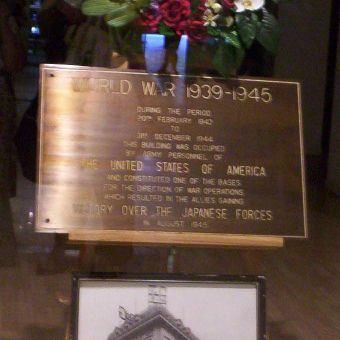 WORLD WAR 1939-1945
DURING THE PERIOD
20TH FEBRUARY 1942
TO
31ST DECEMBER 1944
THIS BUILDING WAS OCCUPIED
BY ARMY PERSONNEL OF
THE UNITED STATES OF AMERICA
AND CONSTITUTED ONE OF THE BASES
FOR THE DIRECTION OF WAR OPERATIONS
WHICH RESULTED IN THE ALLIES GAINING
VICTORY OVER THE JAPANESE FORCES
IN AUGUST 1945.